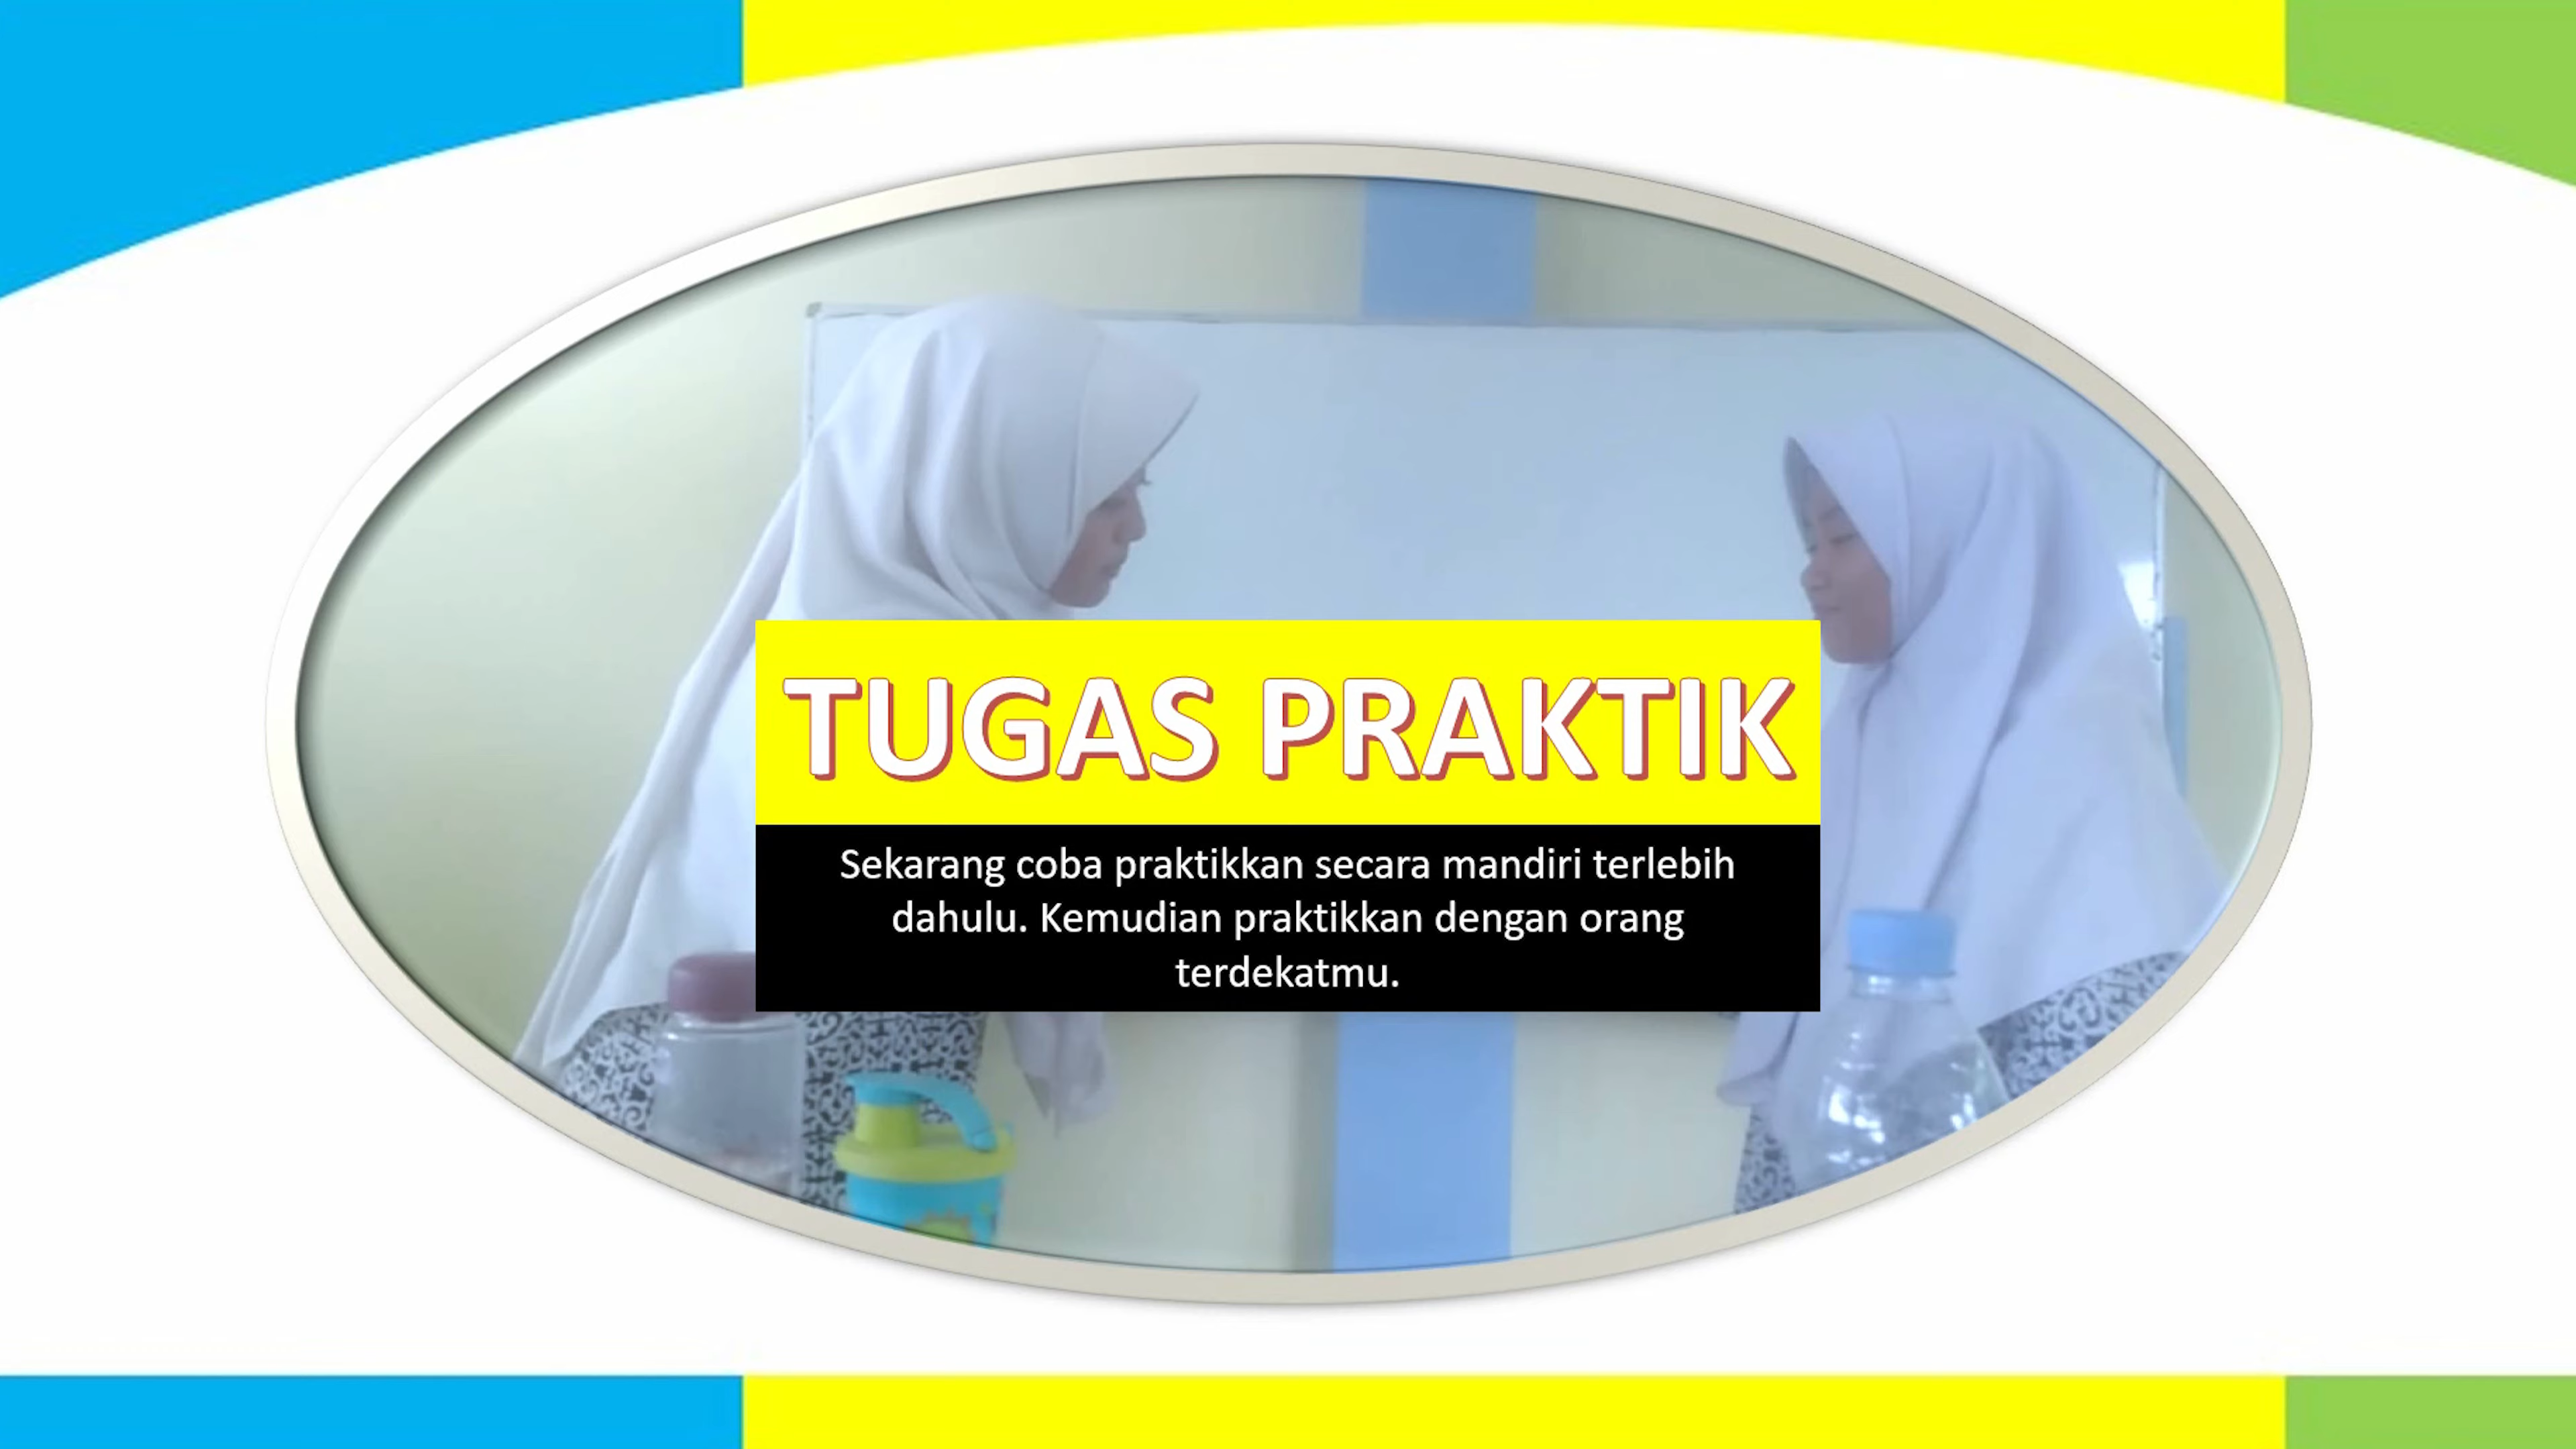 TUGAS PRAKTIK
Sekarang coba praktikkan secara mandiri terlebih
dahulu. Kemudian praktikkan dengan orang
terdekatmu.